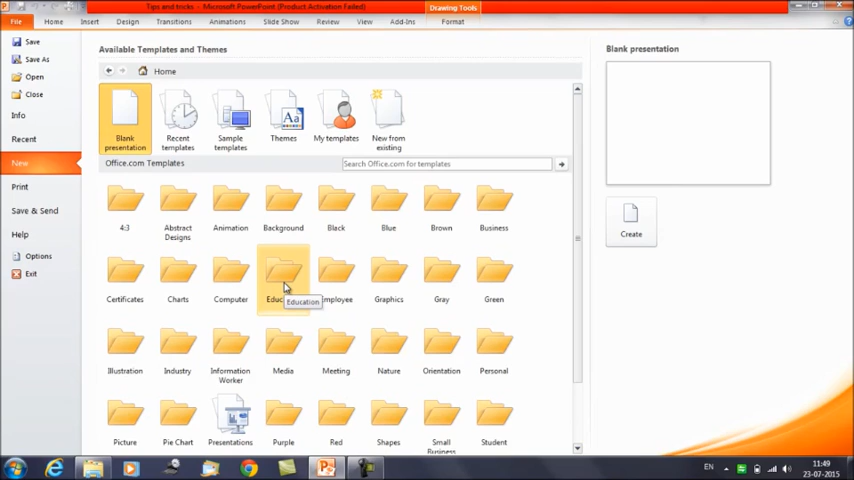 Tips and tricks - Microsoft PowerPoint (Product Activation Failed)
Drawing Tools
File Home Insert Design Transitions Animations Slide Show Review View Add-Ins Format
Save
Save As
Open
Close
Info
Recent
New
Print
Save & Send
Help
Options
Exit
Available Templates and Themes
Home
Blank presentation
Recent templates
Sample templates
Themes
My templates
New from existing
Office.com Templates
Search Office.com for templates
4:3 Abstract Designs Animation Background Black Blue Brown Business
Certificates Charts Computer Education Employee Graphics Gray Green
Illustration Industry Information Worker Media Meeting Nature Orientation Personal
Picture Pie Chart Presentations Purple Red Shapes Small Business Student
Blank presentation
Create
EN
11:49
23-07-2015